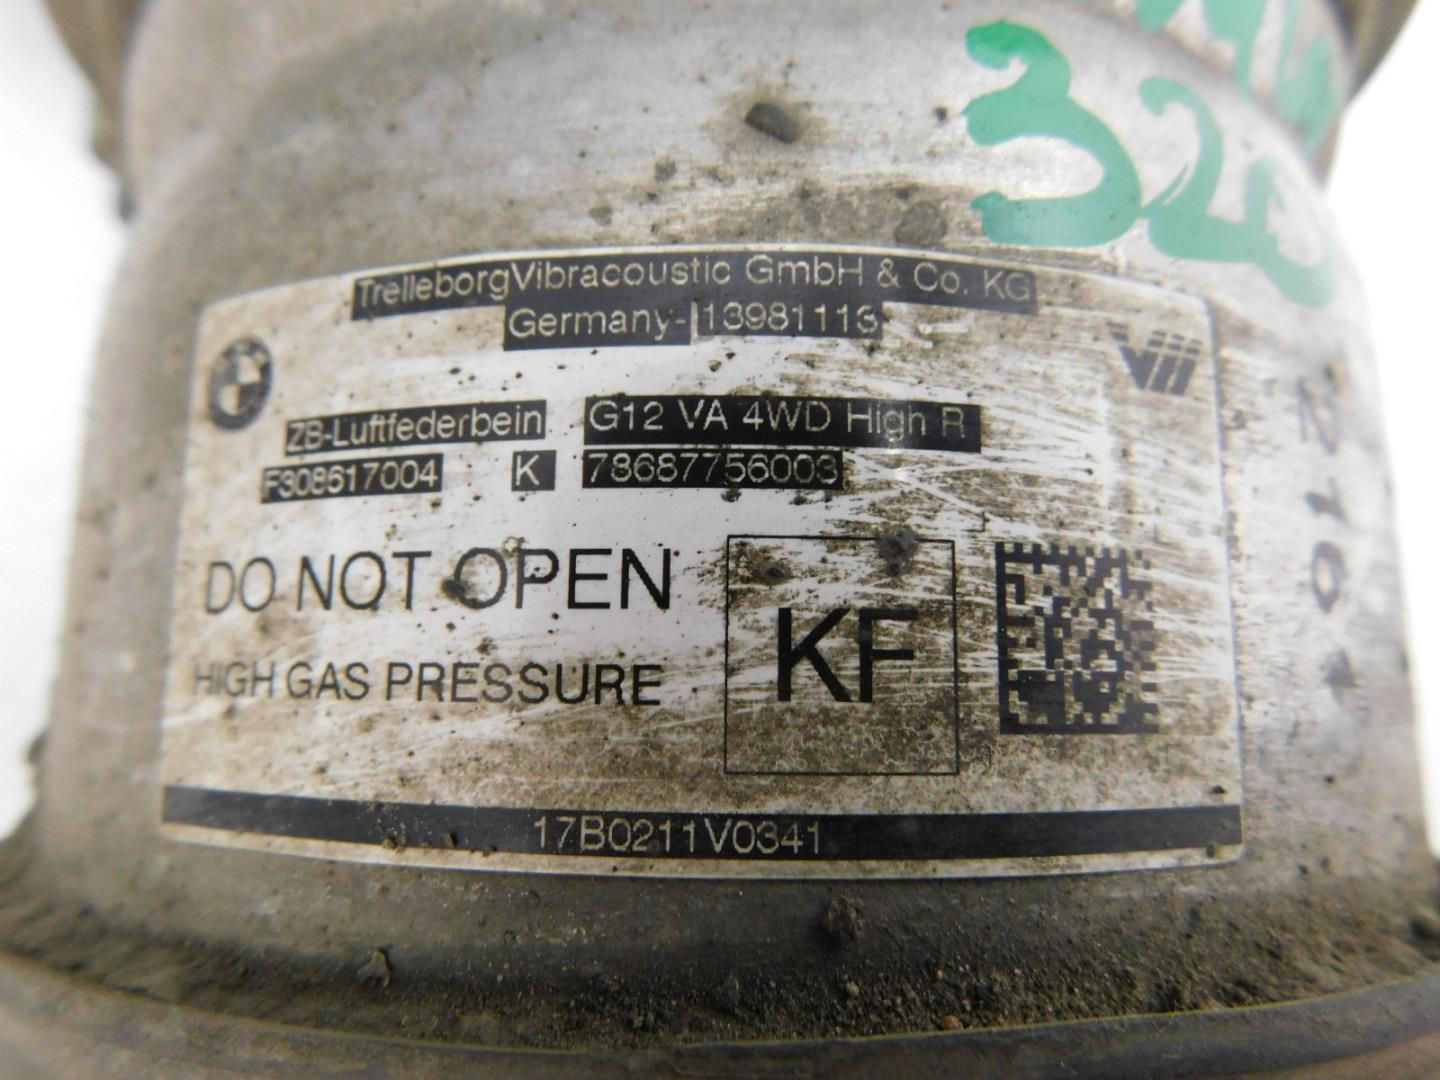 320
TrelleborgVibracoustic GmbH & Co. KG
Germany- 13981113
ZB-Luftfederbein G12 VA 4WD High R
F308617004 K 78687756003
DO NOT OPEN
HIGH GAS PRESSURE
KF
17B0211V0341